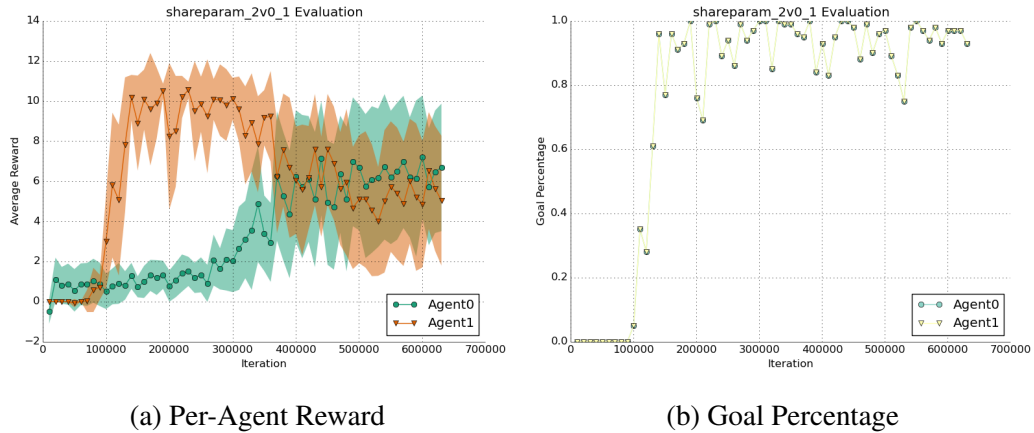 shareparam_2v0_1 Evaluation
14
12
10
8
6
4
2
0
−2
Average Reward
0 100000 200000 300000 400000 500000 600000 700000
Iteration
Agent0
Agent1
(a) Per-Agent Reward
shareparam_2v0_1 Evaluation
1.0
0.8
0.6
0.4
0.2
0.0
Goal Percentage
0 100000 200000 300000 400000 500000 600000 700000
Iteration
Agent0
Agent1
(b) Goal Percentage